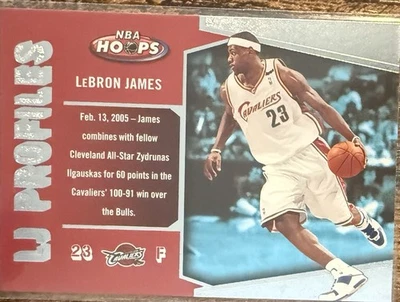 NBA
HOOPS
LEBRON JAMES
Feb. 13, 2005 – James
combines with fellow
Cleveland All-Star Zydrunas
Ilgauskas for 60 points in the
Cavaliers' 100-91 win over
the Bulls.
LJ PROFILES
23
CAVALIERS
F
CAVALIERS
23